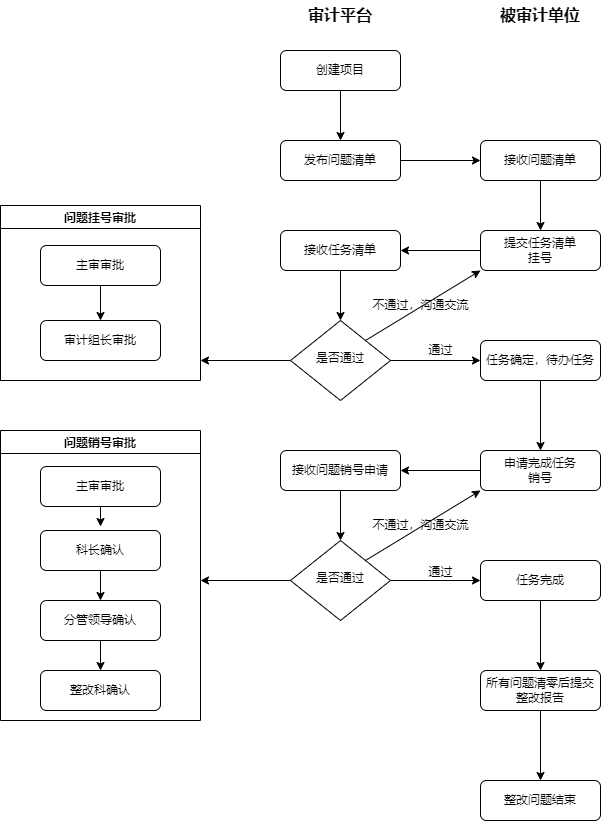 审计平台
被审计单位
创建项目
发布问题清单
接收问题清单
问题挂号审批
主审审批
审计组长审批
接收任务清单
提交任务清单
挂号
不通过，沟通交流
是否通过
通过
任务确定，待办任务
问题销号审批
主审审批
科长确认
分管领导确认
整改科确认
接收问题销号申请
申请完成任务
销号
不通过，沟通交流
是否通过
通过
任务完成
所有问题清零后提交
整改报告
整改问题结束